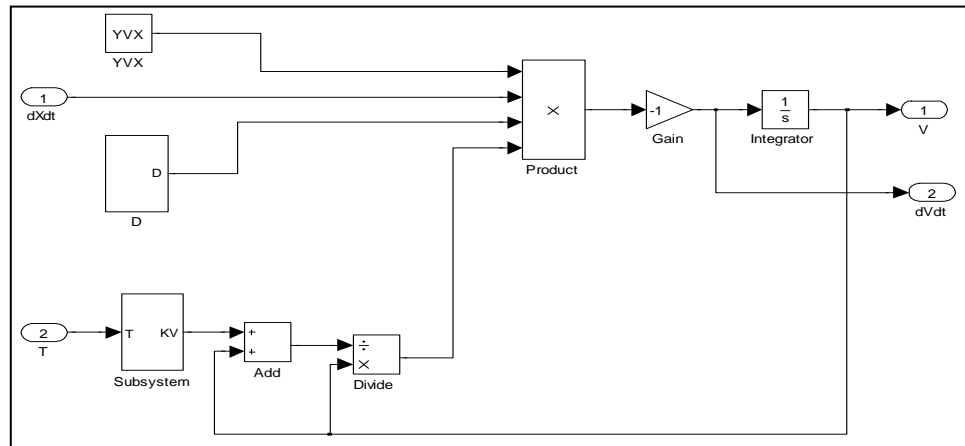 YVX
YVX
1
dXdt
D
D
X
Product
-1
Gain
1
s
Integrator
1
V
2
dVdt
2
T
T
KV
Subsystem
+
+
Add
÷
X
Divide